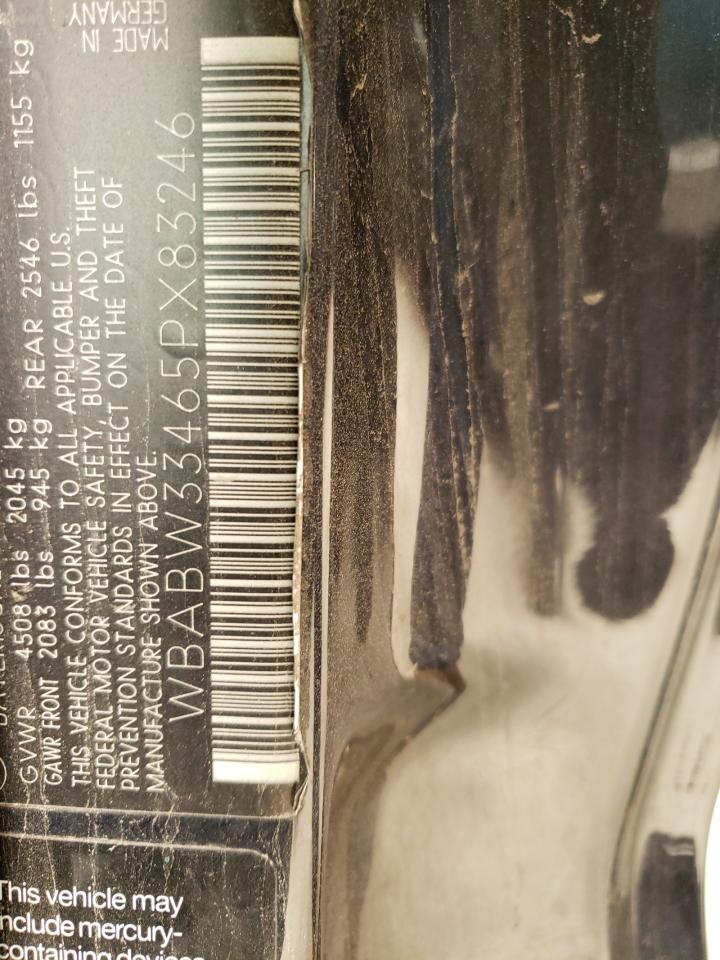 GVWR 4508 lbs 2045 kg
GAWR FRONT 2083 lbs 945 kg REAR 2546 lbs 1155 kg
THIS VEHICLE CONFORMS TO ALL APPLICABLE U.S.
FEDERAL MOTOR VEHICLE SAFETY, BUMPER AND THEFT
PREVENTION STANDARDS IN EFFECT ON THE DATE OF
MANUFACTURE SHOWN ABOVE.
WBABW33465PX83246
MADE IN
GERMANY
This vehicle may
include mercury-
containing devices